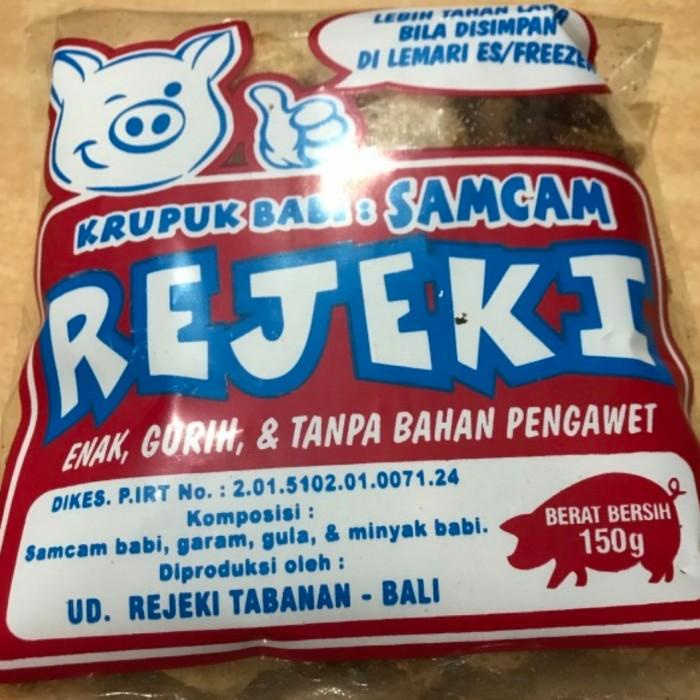 LEBIH TAHAN
BILA DISIMPAN
DI LEMARI ES/FREEZER
KRUPUK BABI : SAMCAM
REJEKI
ENAK, GURIH, & TANPA BAHAN PENGAWET
DIKES. P.IRT No. : 2.01.5102.01.0071.24
Komposisi :
Samcam babi, garam, gula, & minyak babi.
Diproduksi oleh :
UD. REJEKI TABANAN - BALI
BERAT BERSIH
150g